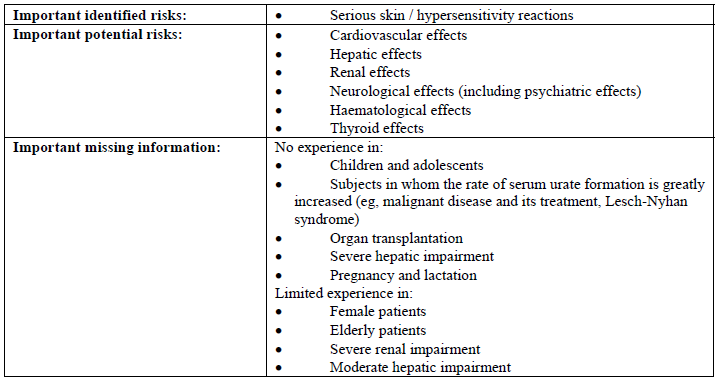 Important identified risks:
• Serious skin / hypersensitivity reactions
Important potential risks:
• Cardiovascular effects
• Hepatic effects
• Renal effects
• Neurological effects (including psychiatric effects)
• Haematological effects
• Thyroid effects
Important missing information:
No experience in:
• Children and adolescents
• Subjects in whom the rate of serum urate formation is greatly
increased (eg, malignant disease and its treatment, Lesch-Nyhan
syndrome)
• Organ transplantation
• Severe hepatic impairment
• Pregnancy and lactation
Limited experience in:
• Female patients
• Elderly patients
• Severe renal impairment
• Moderate hepatic impairment